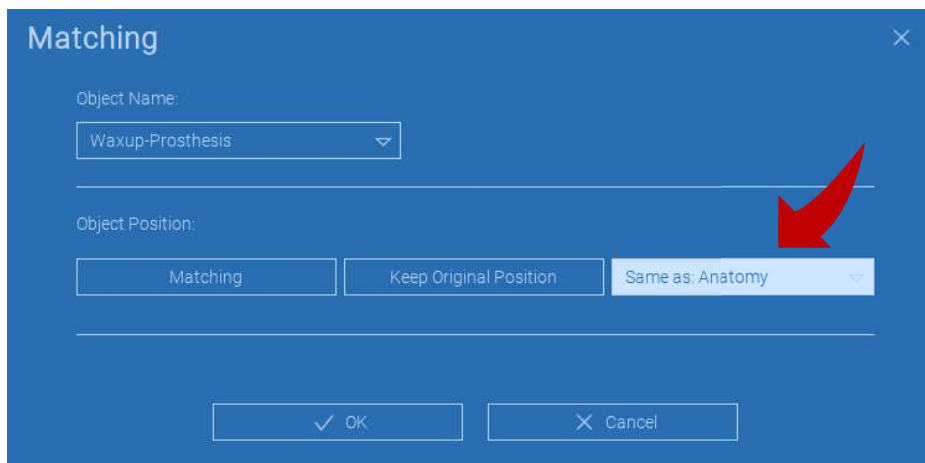 Matching
Object Name:
Waxup-Prosthesis
Object Position:
Matching
Keep Original Position
Same as: Anatomy
OK
Cancel